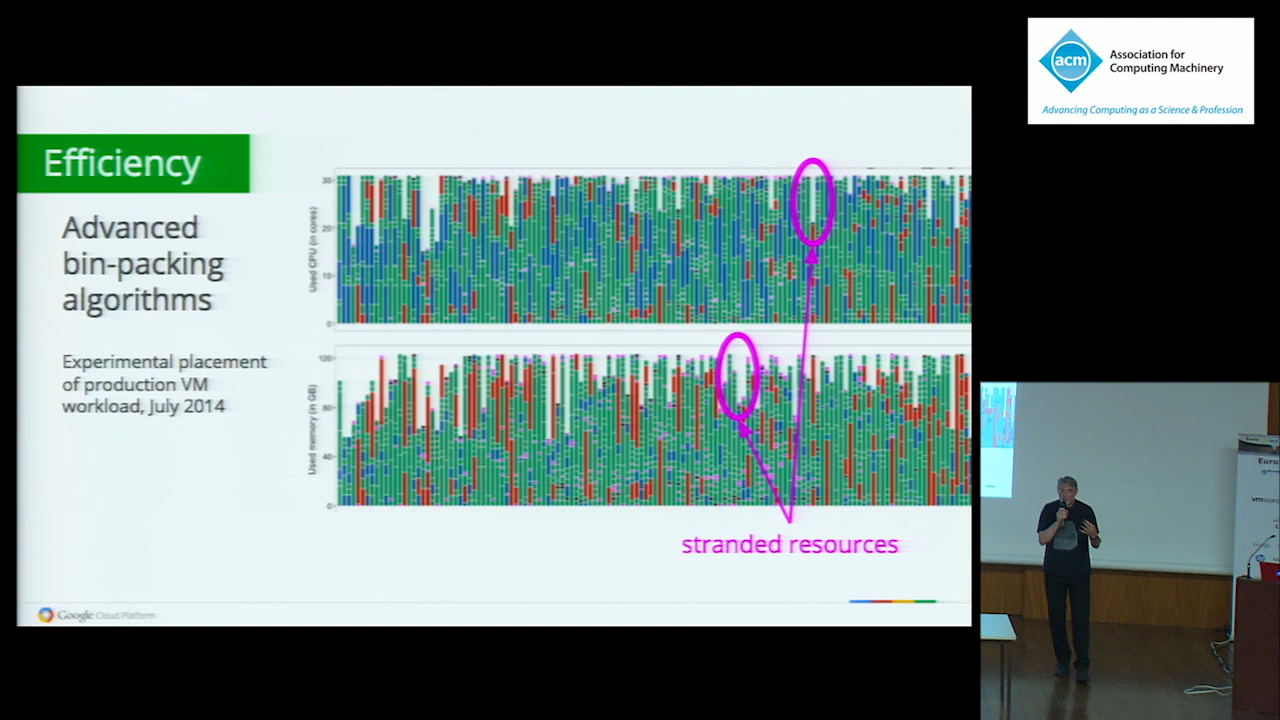 acm
Association for
Computing Machinery
Advancing Computing as a Science & Profession
Efficiency
Advanced
bin-packing
algorithms
Experimental placement
of production VM
workload, July 2014
Used CPU (in cores)
30
20
10
0
Used memory (in GB)
120
80
40
0
stranded resources
Google Cloud Platform
Euro
vmware